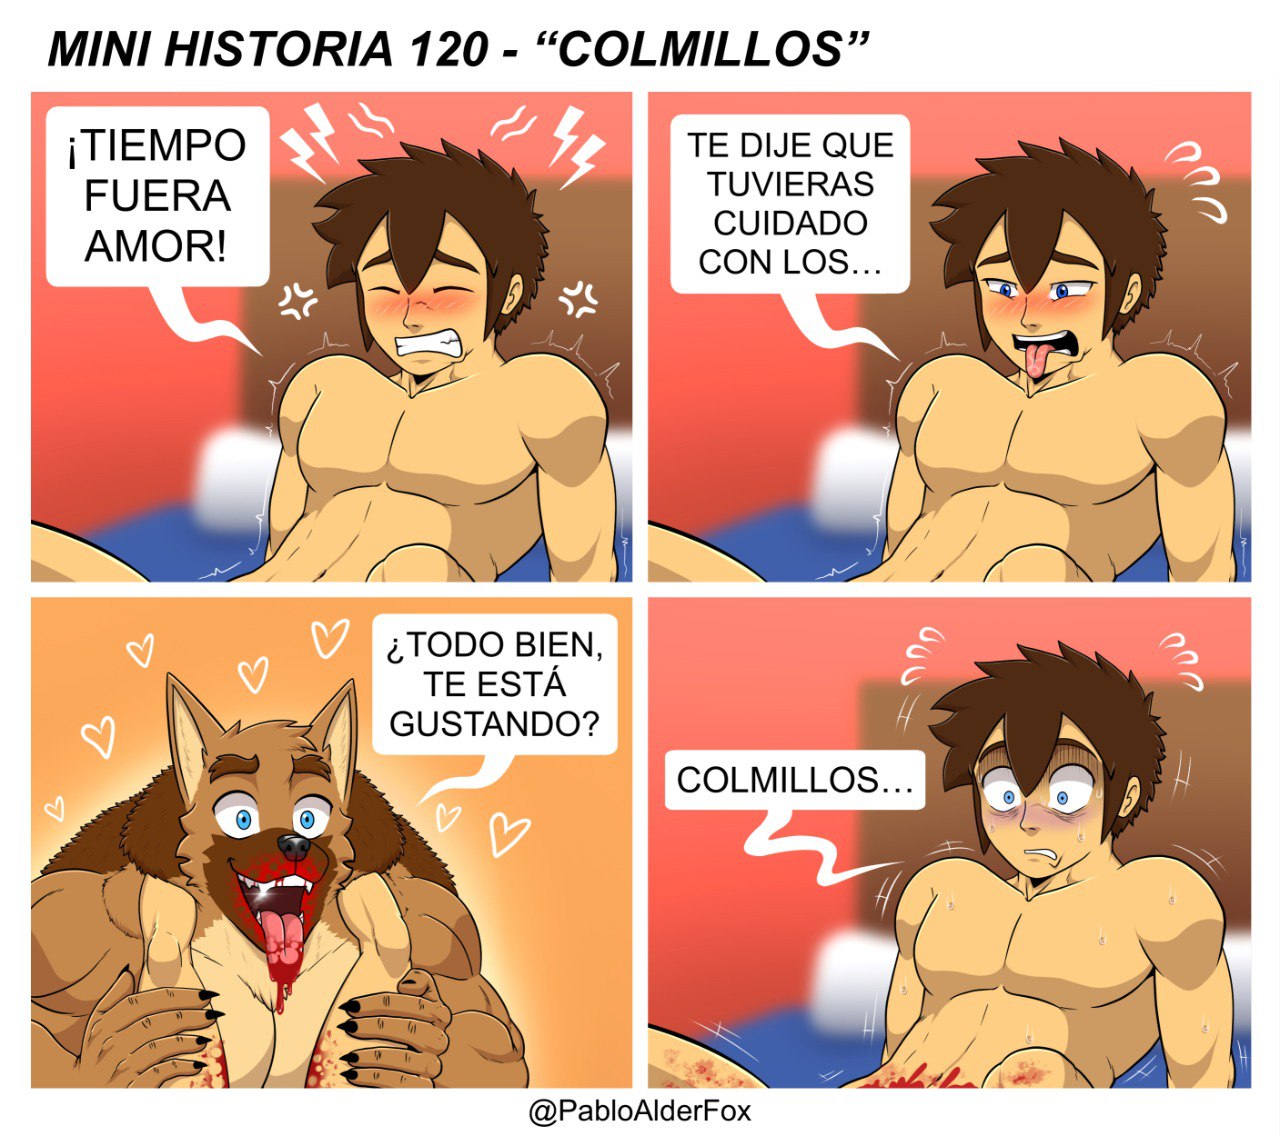 MINI HISTORIA 120 - “COLMILLOS”
¡TIEMPO
FUERA
AMOR!
TE DIJE QUE
TUVIERAS
CUIDADO
CON LOS...
¿TODO BIEN,
TE ESTÁ
GUSTANDO?
COLMILLOS...
@PabloAlderFox